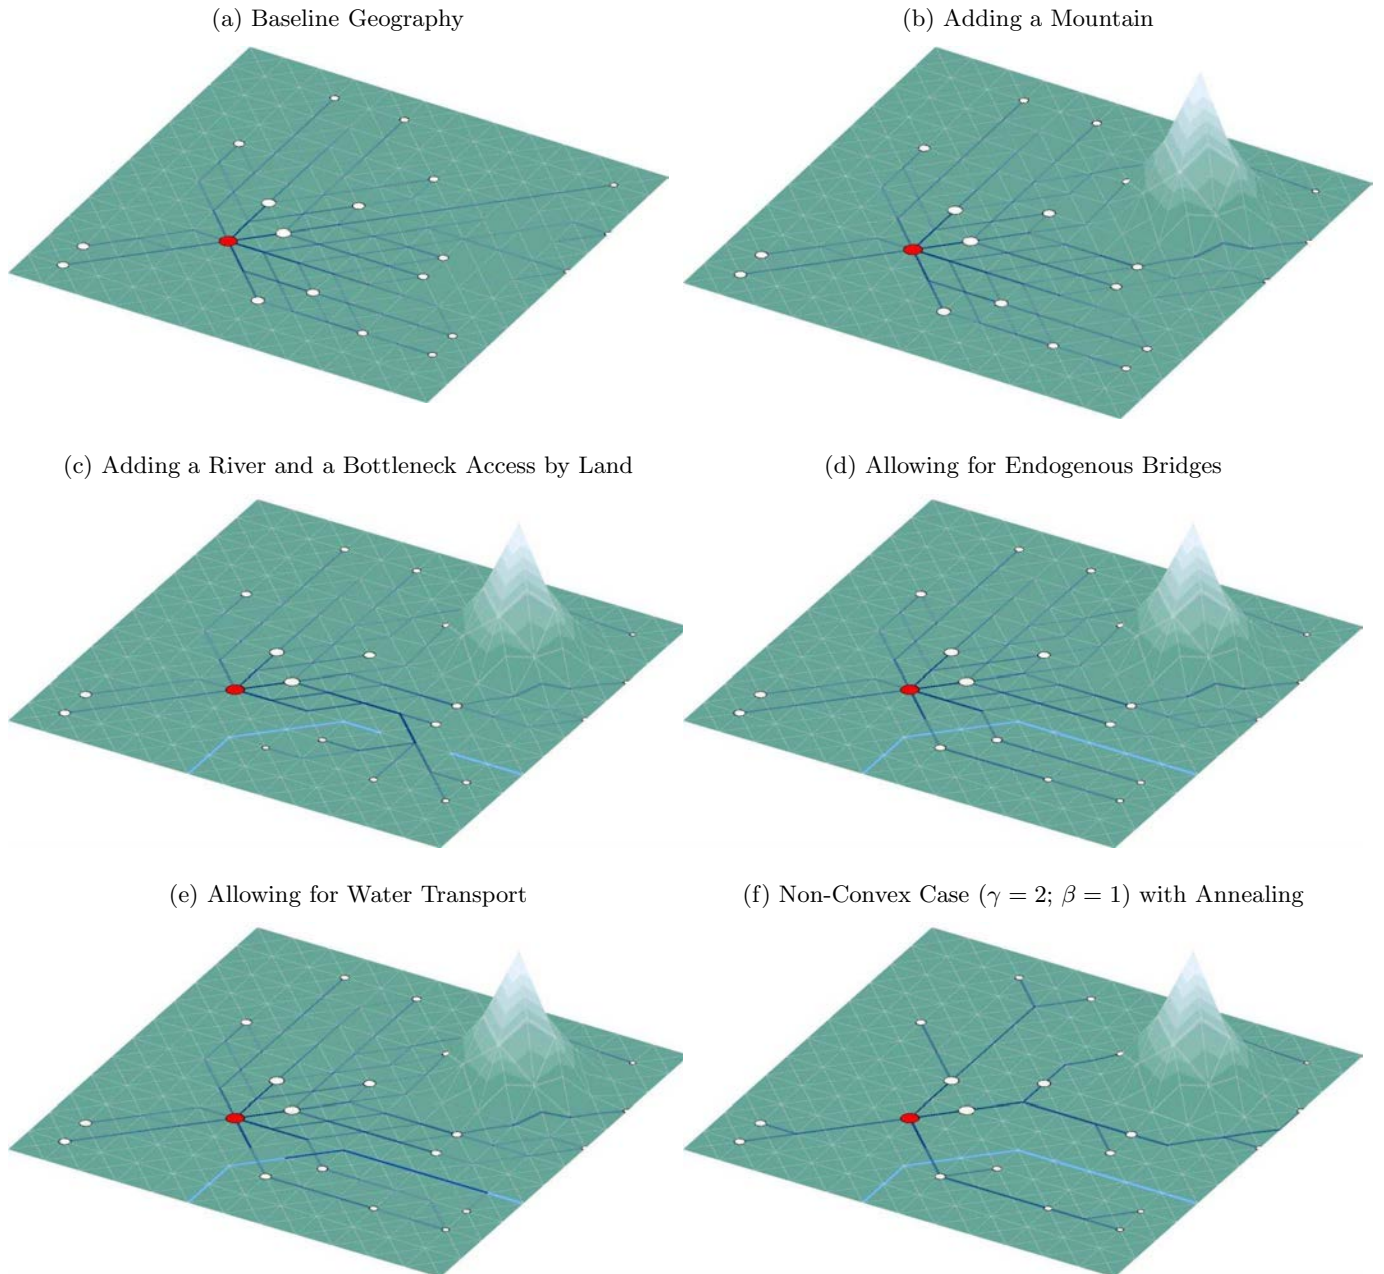 (a) Baseline Geography
(b) Adding a Mountain
(c) Adding a River and a Bottleneck Access by Land
(d) Allowing for Endogenous Bridges
(e) Allowing for Water Transport
(f) Non-Convex Case (γ = 2; β = 1) with Annealing